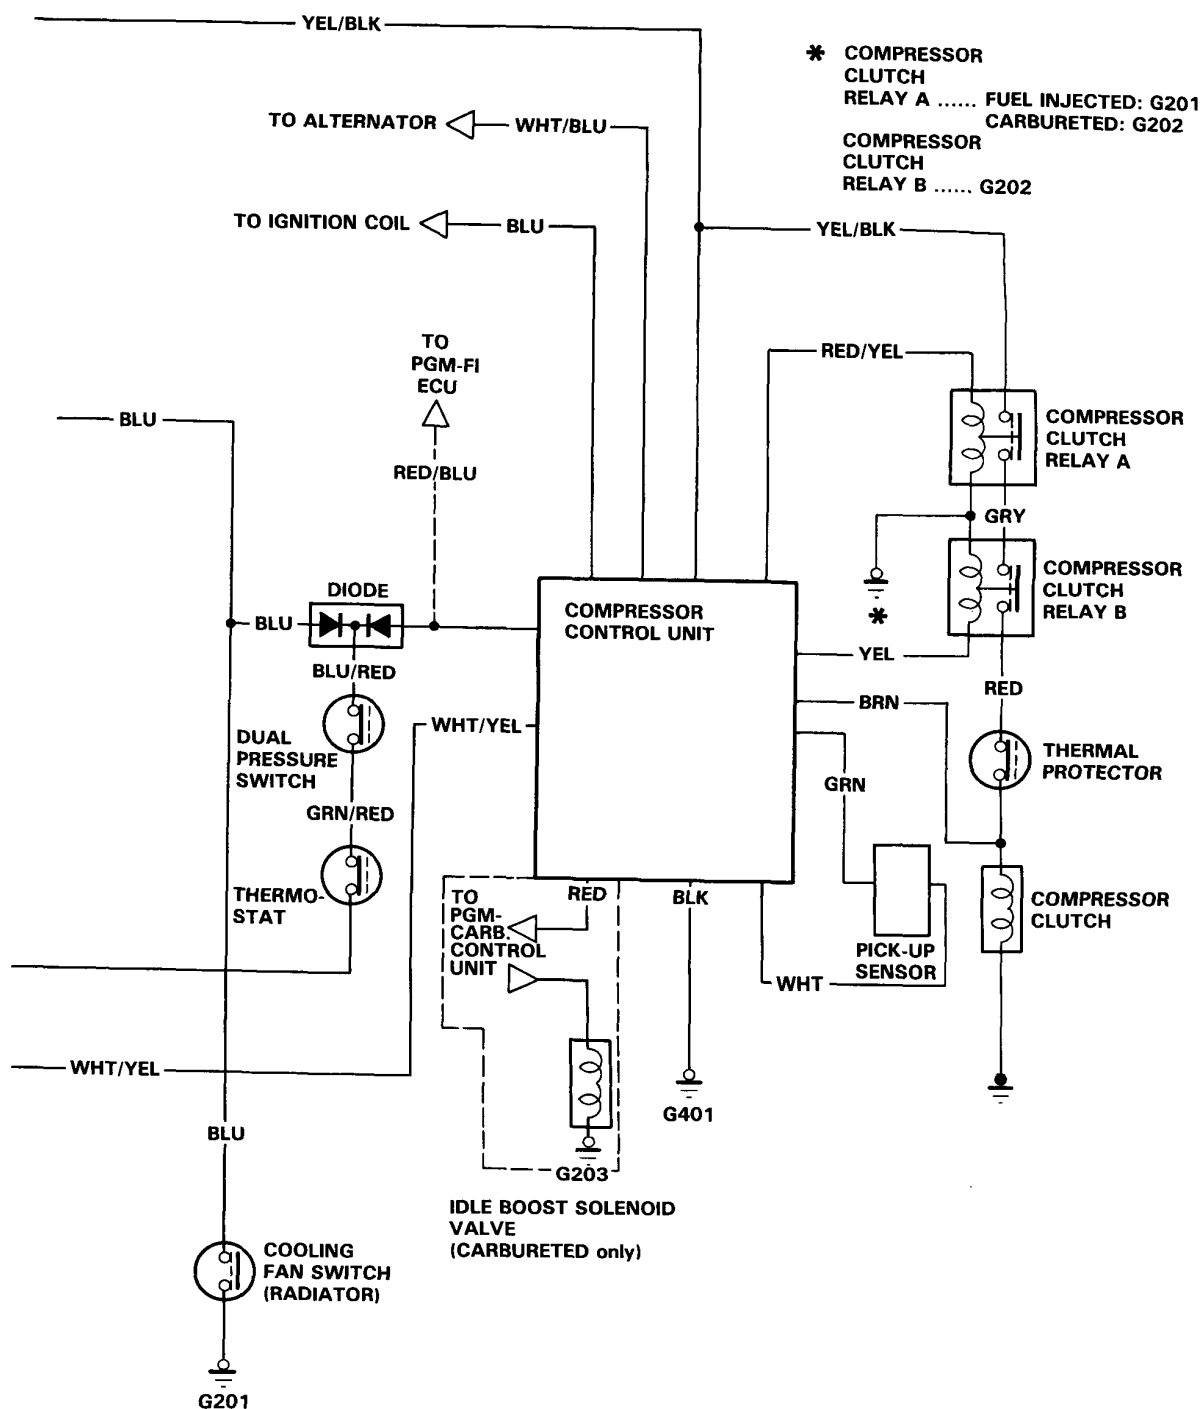 YEL/BLK
* COMPRESSOR
CLUTCH
RELAY A ...... FUEL INJECTED: G201
CARBURETED: G202
COMPRESSOR
CLUTCH
RELAY B ...... G202
TO ALTERNATOR
WHT/BLU
TO IGNITION COIL
BLU
YEL/BLK
TO
PGM-FI
ECU
RED/YEL
BLU
RED/BLU
COMPRESSOR
CLUTCH
RELAY A
GRY
DIODE
BLU
COMPRESSOR
CONTROL UNIT
COMPRESSOR
CLUTCH
RELAY B
*
YEL
BLU/RED
RED
BRN
WHT/YEL
DUAL
PRESSURE
SWITCH
THERMAL
PROTECTOR
GRN
GRN/RED
THERMO-
STAT
TO
PGM-
CARB.
CONTROL
UNIT
RED
BLK
COMPRESSOR
CLUTCH
PICK-UP
SENSOR
WHT
WHT/YEL
G401
BLU
G203
IDLE BOOST SOLENOID
VALVE
(CARBURETED only)
COOLING
FAN SWITCH
(RADIATOR)
G201